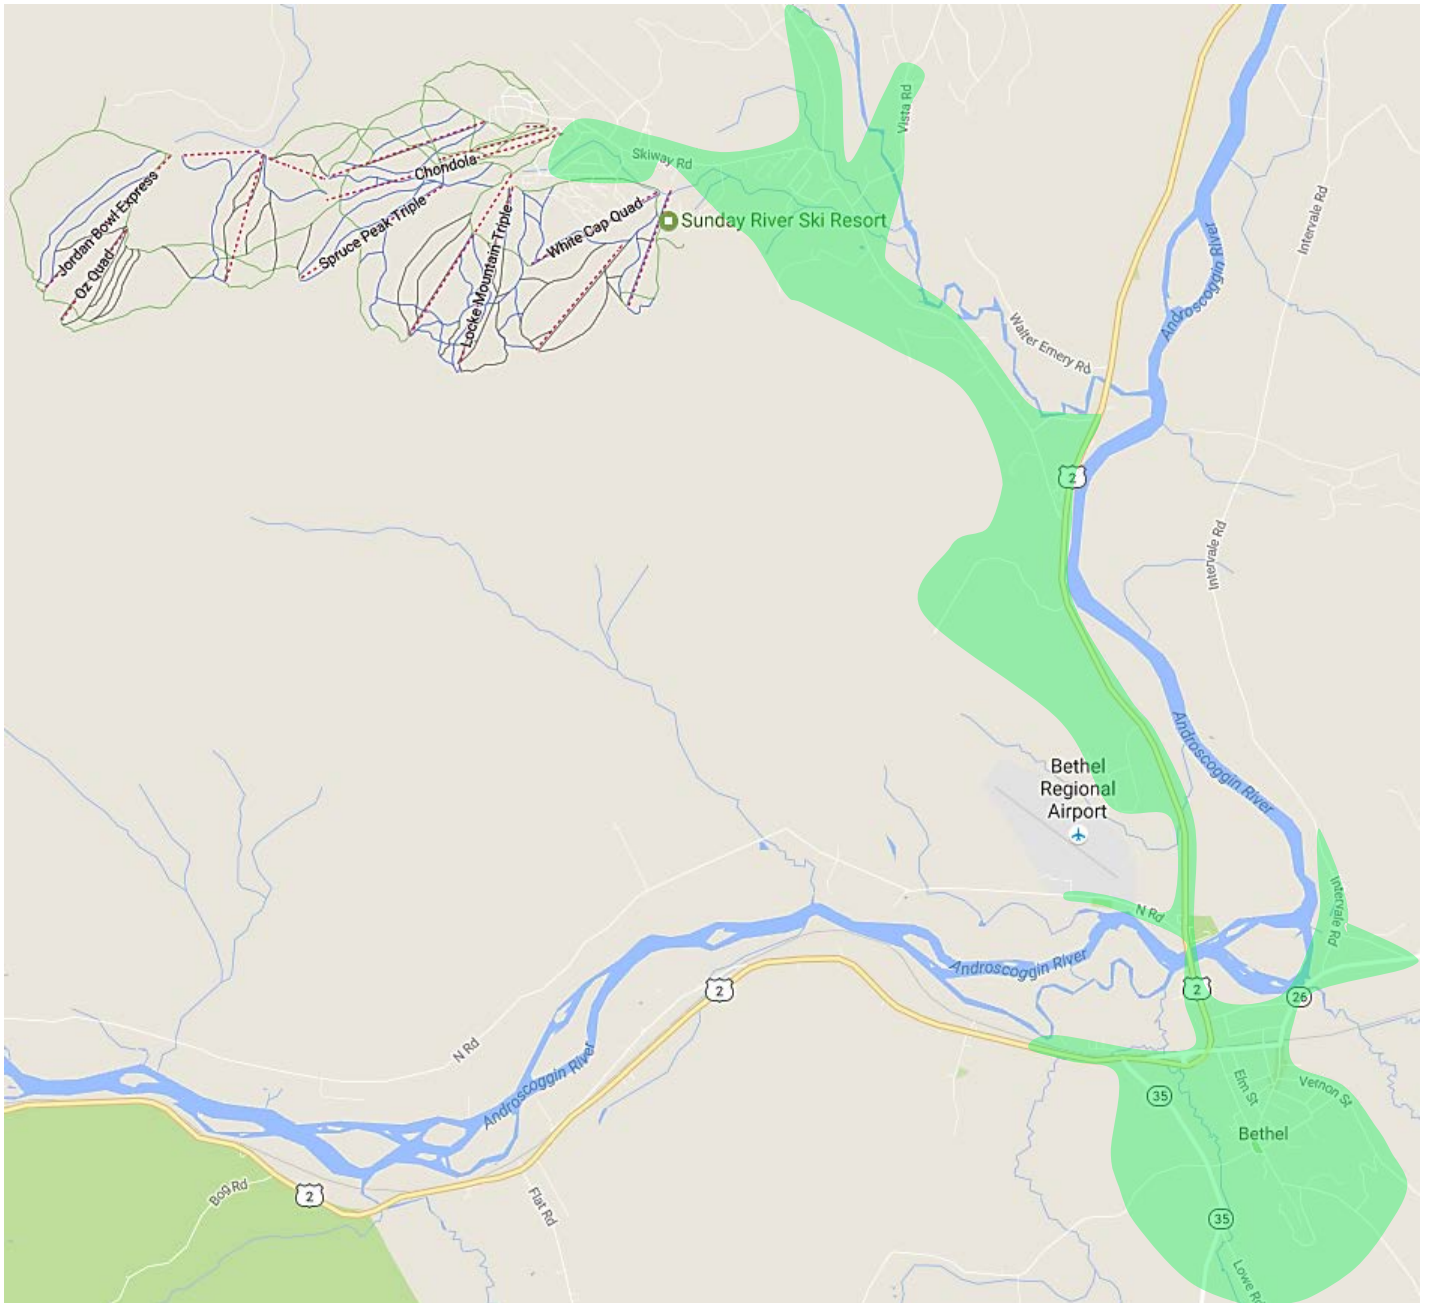 Vista Rd
Skiway Rd
Chondola
Jordan Bowl Express
Spruce Peak Triple
White Cap Quad
Sunday River Ski Resort
Oz Quad
Locke Mountain Triple
Intervale Rd
Androscoggin River
Walter Emery Rd
2
Intervale Rd
Androscoggin River
Bethel
Regional
Airport
Intervale Rd
N Rd
Androscoggin River
2
2
26
N Rd
Androscoggin River
35
Elm St
Vernon St
Bethel
Bog Rd
2
Flat Rd
35
Lowe Rd